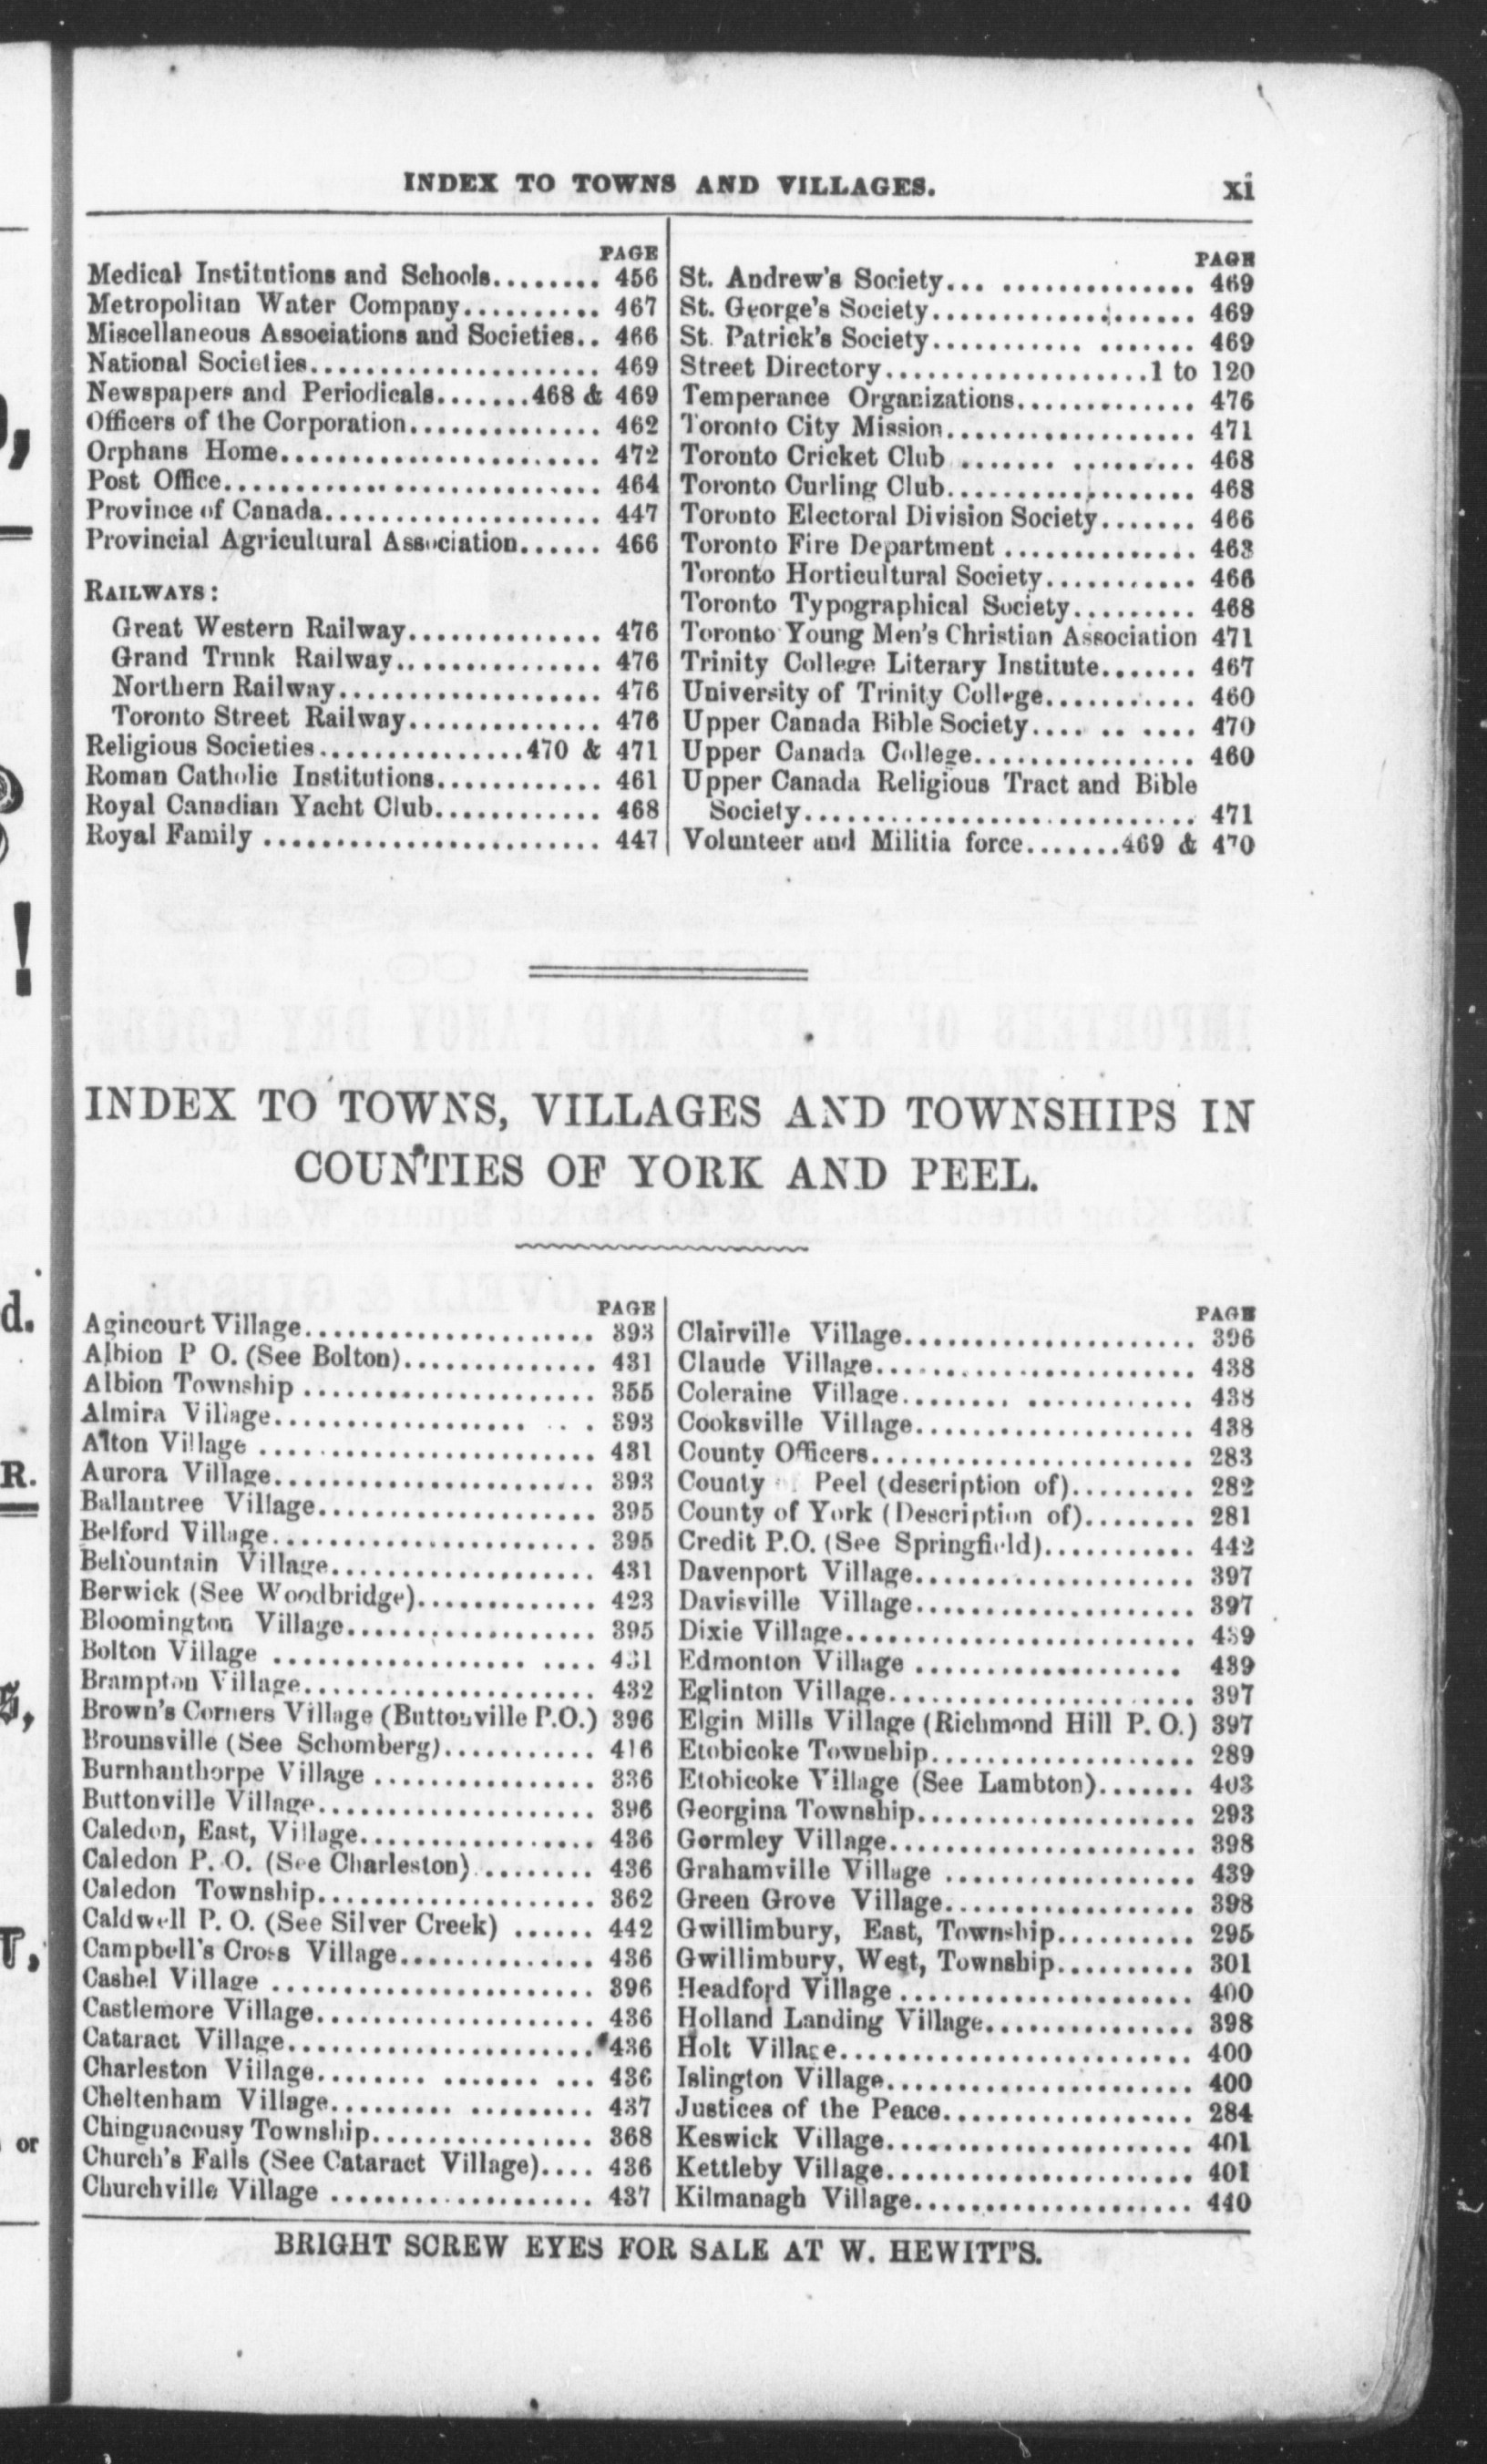 INDEX TO TOWNS AND VILLAGES. xi
PAGE
Medical Institutions and Schools........ 456
Metropolitan Water Company.......... 467
Miscellaneous Associations and Societies.. 466
National Societies...................... 469
Newspapers and Periodicals.......468 & 469
Officers of the Corporation.............. 462
Orphans Home........................ 472
Post Office............................. 464
Province of Canada..................... 447
Provincial Agricultural Association...... 466
RAILWAYS:
Great Western Railway.............. 476
Grand Trunk Railway............... 476
Northern Railway................... 476
Toronto Street Railway.............. 476
Religious Societies...............470 & 471
Roman Catholic Institutions............ 461
Royal Canadian Yacht Club............ 468
Royal Family ........................ 447
PAGE
St. Andrew's Society... .............. 469
St. George's Society................... 469
St. Patrick's Society........... ....... 469
Street Directory...................1 to 120
Temperance Organizations............. 476
Toronto City Mission.................. 471
Toronto Cricket Club ....... ......... 468
Toronto Curling Club.................. 468
Toronto Electoral Division Society....... 466
Toronto Fire Department .............. 463
Toronto Horticultural Society........... 466
Toronto Typographical Society......... 468
Toronto Young Men's Christian Association 471
Trinity College Literary Institute....... 467
University of Trinity College........... 460
Upper Canada Bible Society.... .. .... 470
Upper Canada College................ 460
Upper Canada Religious Tract and Bible
Society............................ 471
Volunteer and Militia force.......469 & 470
INDEX TO TOWNS, VILLAGES AND TOWNSHIPS IN
COUNTIES OF YORK AND PEEL.
PAGE
Agincourt Village...................... 393
Albion P O. (See Bolton).............. 431
Albion Township ..................... 355
Almira Village.................. . . . 393
Alton Village ........................ 431
Aurora Village........................ 393
Ballantree Village..................... 395
Belford Village........................ 395
Belfountain Village.................... 431
Berwick (See Woodbridge)............. 423
Bloomington Village.................. 395
Bolton Village .................. .... 431
Brampton Village...................... 432
Brown's Corners Village (Buttonville P.O.) 396
Brounsville (See Schomberg)........... 416
Burnhanthorpe Village ................ 336
Buttonville Village.................... 396
Caledon, East, Village................. 436
Caledon P. O. (See Charleston)......... 436
Caledon Township.................... 362
Caldwell P. O. (See Silver Creek) ...... 442
Campbell's Cross Village.............. 436
Cashel Village ....................... 396
Castlemore Village.................... 436
Cataract Village....................... 436
Charleston Village........ ....... ... 436
Cheltenham Village......... ......... 437
Chinguacousy Township................ 368
Church's Falls (See Cataract Village).... 436
Churchville Village ................... 437
PAGE
Clairville Village...................... 396
Claude Village....................... 438
Coleraine Village........ ............ 438
Cooksville Village.................... 438
County Officers....................... 283
County Peel (description of)......... 282
County of York (Description of)........ 281
Credit P.O. (See Springfield)........... 442
Davenport Village.................... 397
Davisville Village.................... 397
Dixie Village......................... 439
Edmonton Village ................... 439
Eglinton Village...................... 397
Elgin Mills Village (Richmond Hill P. O.) 397
Etobicoke Township................... 289
Etobicoke Village (See Lambton)....... 403
Georgina Township.................... 293
Gormley Village...................... 398
Grahamville Village .................. 439
Green Grove Village.................. 398
Gwillimbury, East, Township.......... 295
Gwillimbury, West, Township.......... 301
Headford Village ..................... 400
Holland Landing Village............... 398
Holt Village.......................... 400
Islington Village...................... 400
Justices of the Peace.................. 284
Keswick Village...................... 401
Kettleby Village...................... 401
Kilmanagh Village.................... 440
BRIGHT SCREW EYES FOR SALE AT W. HEWITT'S.